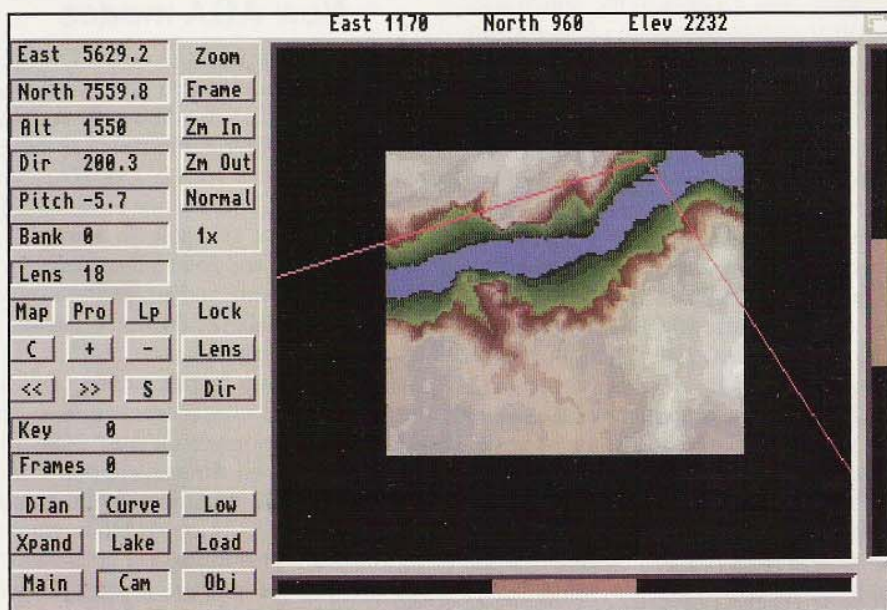 East 1170 North 960 Elev 2232
East 5629.2
North 7559.8
Alt 1550
Dir 200.3
Pitch -5.7
Bank 0
Lens 18
Zoom
Frame
Zm In
Zm Out
Normal
1x
Map Pro Lp
C + -
<< >> S
Lock
Lens
Dir
Key 0
Frames 0
DTan Curve Low
Xpand Lake Load
Main Cam Obj